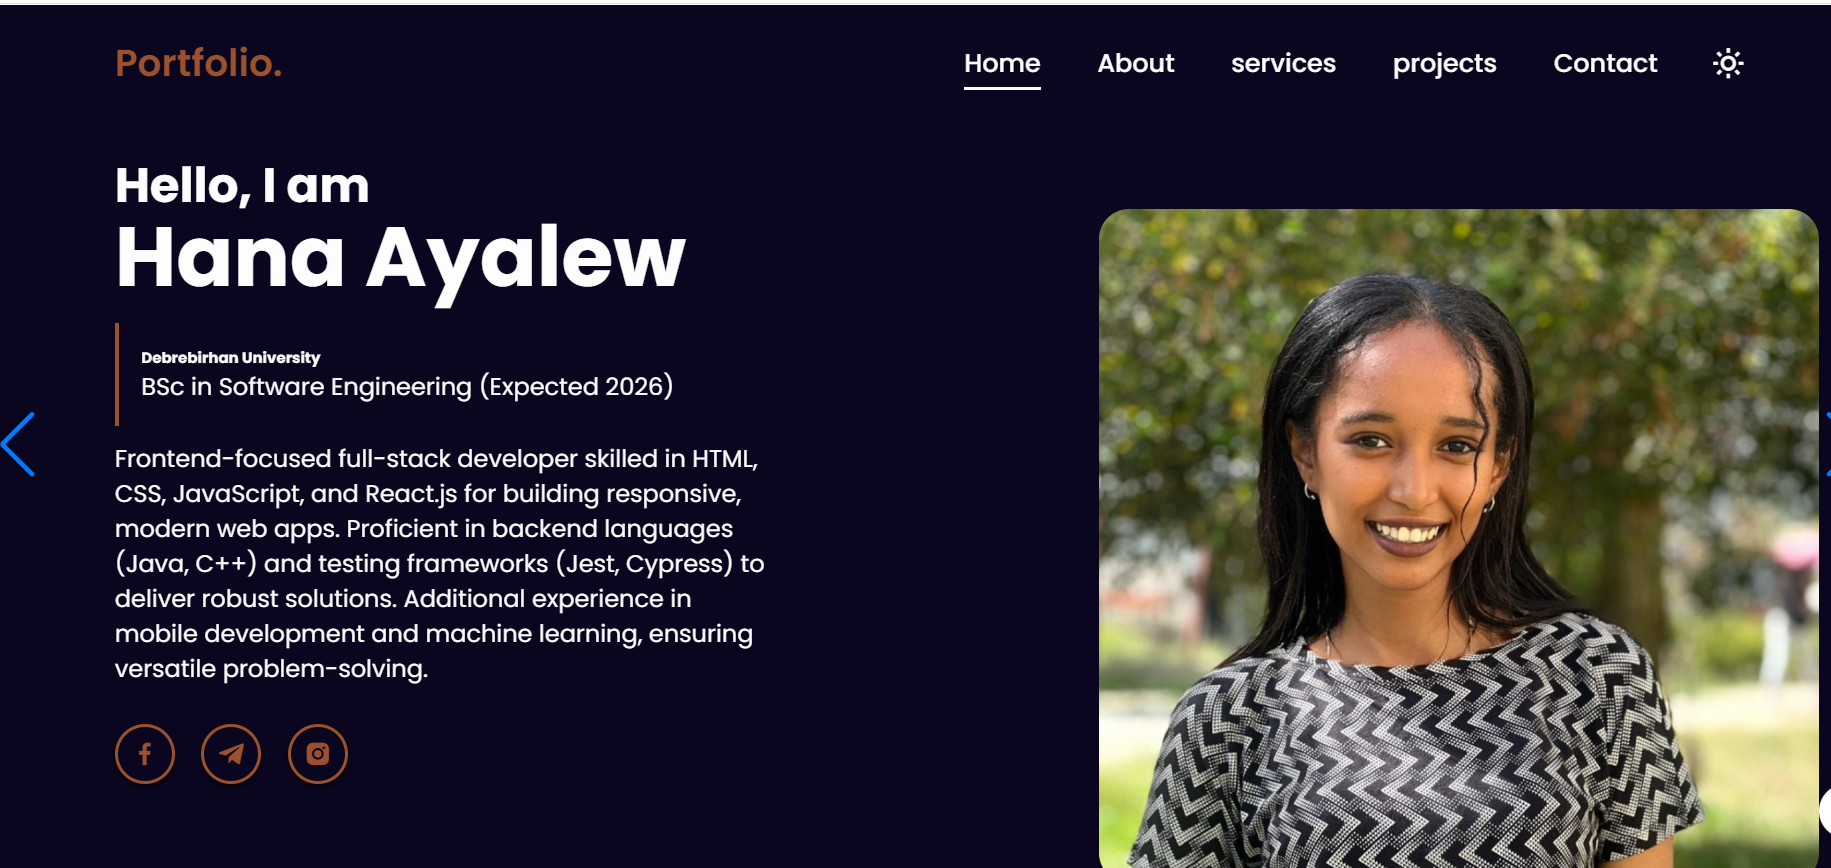 Portfolio.
Home About services projects Contact
Hello, I am
Hana Ayalew
Debrebirhan University
BSc in Software Engineering (Expected 2026)
Frontend-focused full-stack developer skilled in HTML,
CSS, JavaScript, and React.js for building responsive,
modern web apps. Proficient in backend languages
(Java, C++) and testing frameworks (Jest, Cypress) to
deliver robust solutions. Additional experience in
mobile development and machine learning, ensuring
versatile problem-solving.